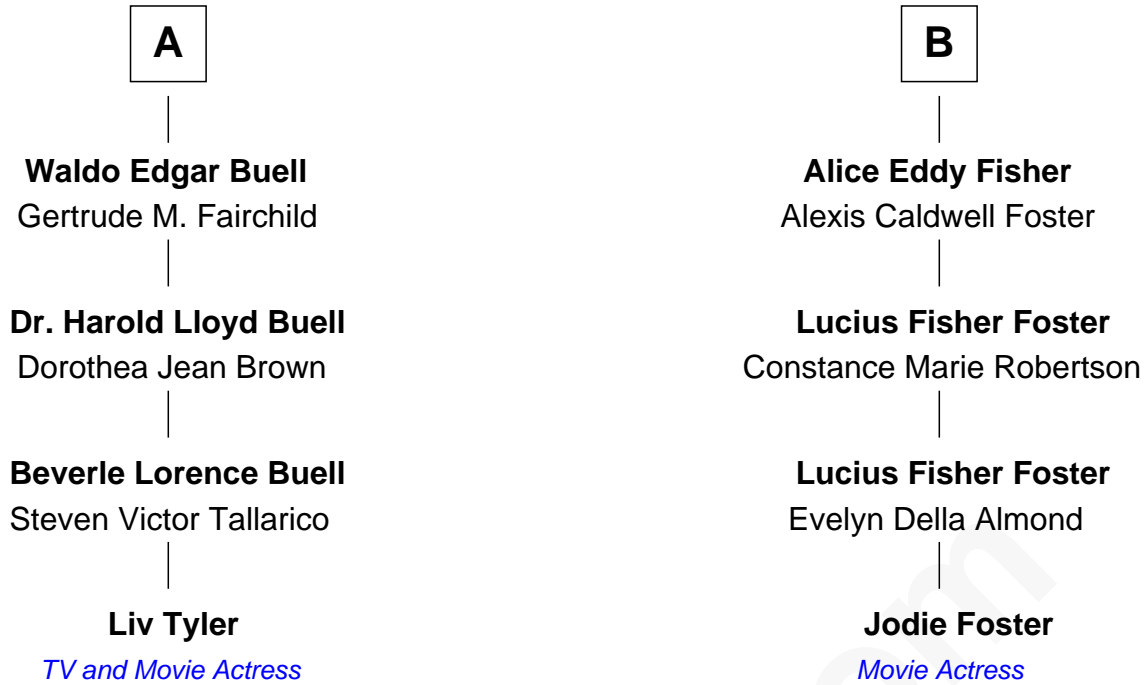 A
Waldo Edgar Buell
Gertrude M. Fairchild
Dr. Harold Lloyd Buell
Dorothea Jean Brown
Beverle Lorence Buell
Steven Victor Tallarico
Liv Tyler
TV and Movie Actress
B
Alice Eddy Fisher
Alexis Caldwell Foster
Lucius Fisher Foster
Constance Marie Robertson
Lucius Fisher Foster
Evelyn Della Almond
Jodie Foster
Movie Actress